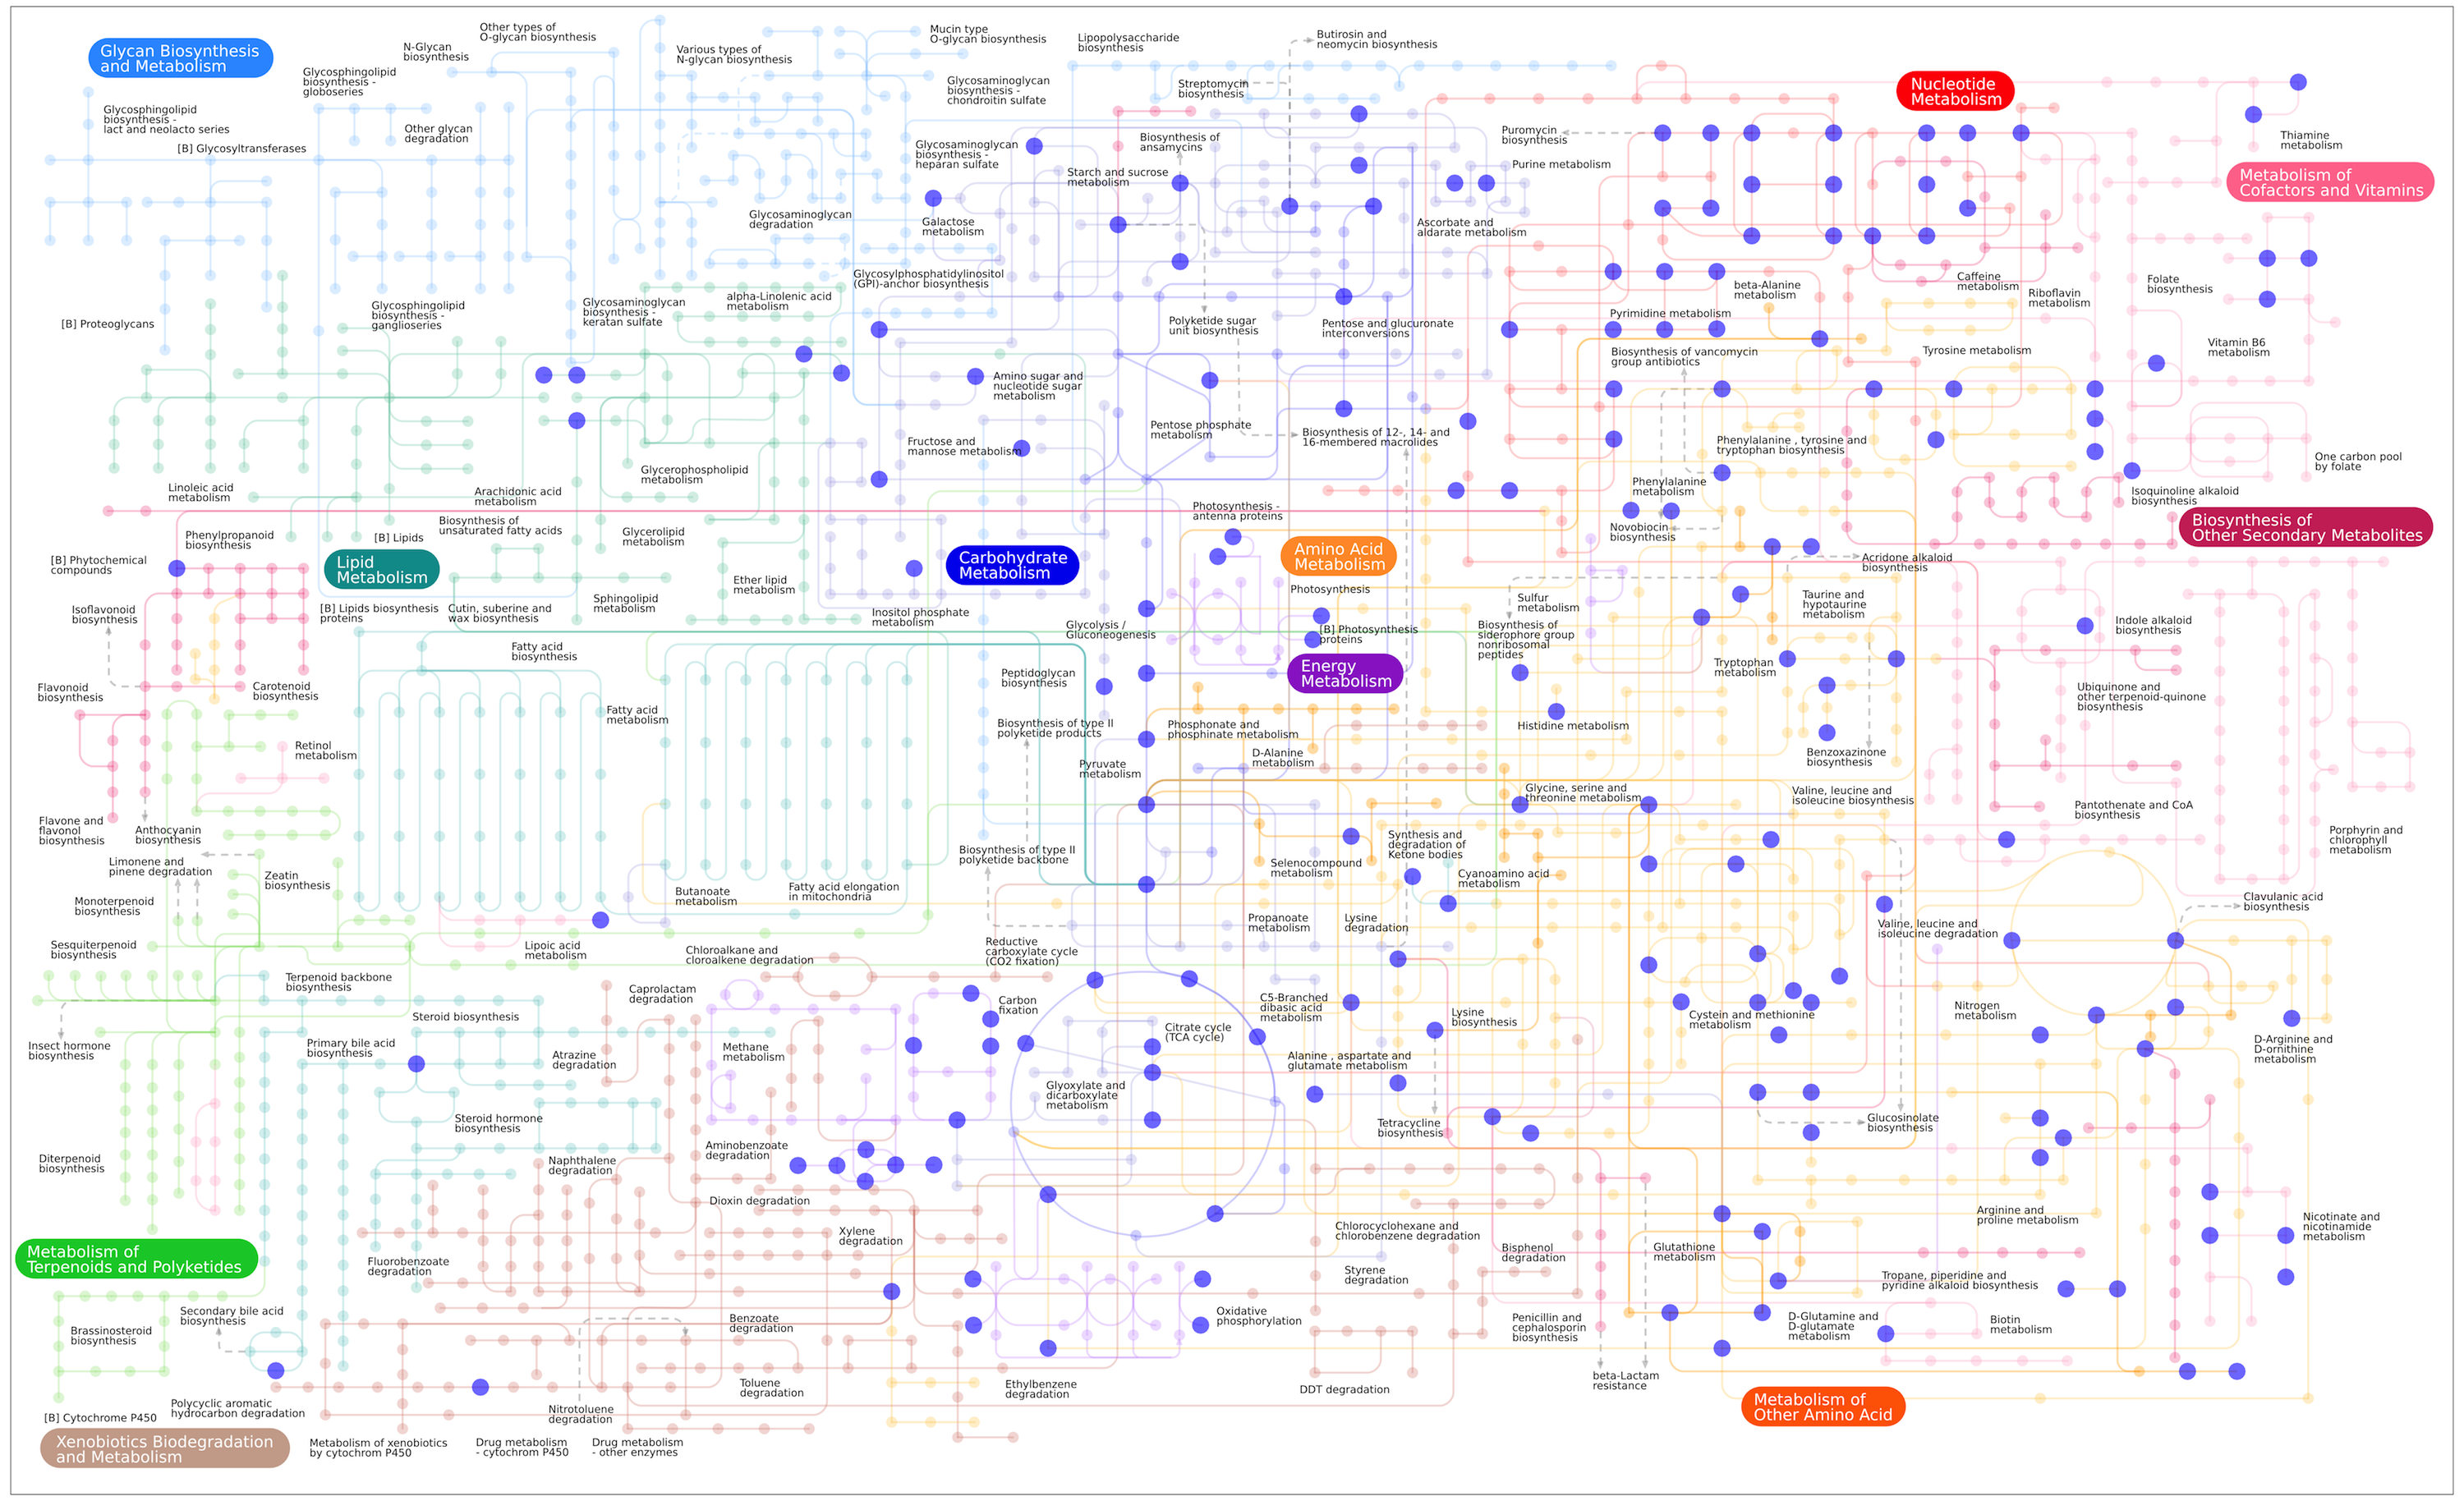 Glycan Biosynthesis
and Metabolism
Other types of
O-glycan biosynthesis
N-Glycan
biosynthesis
Various types of
N-glycan biosynthesis
Mucin type
O-glycan biosynthesis
Lipopolysaccharide
biosynthesis
Butirosin and
neomycin biosynthesis
Glycosphingolipid
biosynthesis -
globoseries
Glycosaminoglycan
biosynthesis -
chondroitin sulfate
Streptomycin
biosynthesis
Nucleotide
Metabolism
Glycosphingolipid
biosynthesis -
lact and neolacto series
Other glycan
degradation
[B] Glycosyltransferases
Glycosaminoglycan
biosynthesis -
heparan sulfate
Biosynthesis of
ansamycins
Puromycin
biosynthesis
Purine metabolism
Thiamine
metabolism
Starch and sucrose
metabolism
Metabolism of
Cofactors and Vitamins
Glycosaminoglycan
degradation
Galactose
metabolism
Ascorbate and
aldarate metabolism
Glycosylphosphatidylinositol
(GPI)-anchor biosynthesis
Caffeine
metabolism
Folate
biosynthesis
beta-Alanine
metabolism
Riboflavin
metabolism
[B] Proteoglycans
Glycosphingolipid
biosynthesis -
ganglioseries
Glycosaminoglycan
biosynthesis -
keratan sulfate
alpha-Linolenic acid
metabolism
Polyketide sugar
unit biosynthesis
Pentose and glucuronate
interconversions
Pyrimidine metabolism
Biosynthesis of vancomycin
group antibiotics
Tyrosine metabolism
Vitamin B6
metabolism
Amino sugar and
nucleotide sugar
metabolism
Pentose phosphate
metabolism
Biosynthesis of 12-, 14- and
16-membered macrolides
Fructose and
mannose metabolism
Phenylalanine , tyrosine and
tryptophan biosynthesis
One carbon pool
by folate
Glycerophospholipid
metabolism
Linoleic acid
metabolism
Arachidonic acid
metabolism
Phenylalanine
metabolism
Isoquinoline alkaloid
biosynthesis
Photosynthesis -
antenna proteins
Biosynthesis of
unsaturated fatty acids
Phenylpropanoid
biosynthesis
[B] Lipids
Glycerolipid
metabolism
Novobiocin
biosynthesis
Biosynthesis of
Other Secondary Metabolites
[B] Phytochemical
compounds
Lipid
Metabolism
Carbohydrate
Metabolism
Amino Acid
Metabolism
Acridone alkaloid
biosynthesis
Ether lipid
metabolism
Photosynthesis
Isoflavonoid
biosynthesis
[B] Lipids biosynthesis
proteins
Cutin, suberine and
wax biosynthesis
Sphingolipid
metabolism
Inositol phosphate
metabolism
Glycolysis /
Gluconeogenesis
[B] Photosynthesis
proteins
Sulfur
metabolism
Biosynthesis of
siderophore group
nonribosomal
peptides
Taurine and
hypotaurine
metabolism
Indole alkaloid
biosynthesis
Fatty acid
biosynthesis
Energy
Metabolism
Tryptophan
metabolism
Flavonoid
biosynthesis
Carotenoid
biosynthesis
Peptidoglycan
biosynthesis
Ubiquinone and
other terpenoid-quinone
biosynthesis
Fatty acid
metabolism
Biosynthesis of type II
polyketide products
Phosphonate and
phosphinate metabolism
Histidine metabolism
Retinol
metabolism
Pyruvate
metabolism
D-Alanine
metabolism
Benzoxazinone
biosynthesis
Glycine, serine and
threonine metabolism
Valine, leucine and
isoleucine biosynthesis
Pantothenate and CoA
biosynthesis
Flavone and
flavonol
biosynthesis
Anthocyanin
biosynthesis
Synthesis and
degradation of
Ketone bodies
Porphyrin and
chlorophyll
metabolism
Limonene and
pinene degradation
Zeatin
biosynthesis
Biosynthesis of type II
polyketide backbone
Selenocompound
metabolism
Cyanoamino acid
metabolism
Butanoate
metabolism
Fatty acid elongation
in mitochondria
Monoterpenoid
biosynthesis
Clavulanic acid
biosynthesis
Propanoate
metabolism
Lysine
degradation
Valine, leucine and
isoleucine degradation
Sesquiterpenoid
biosynthesis
Lipoic acid
metabolism
Chloroalkane and
cloroalkene degradation
Reductive
carboxylate cycle
(CO2 fixation)
Terpenoid backbone
biosynthesis
Caprolactam
degradation
Carbon
fixation
C5-Branched
dibasic acid
metabolism
Lysine
biosynthesis
Cystein and methionine
metabolism
Nitrogen
metabolism
Steroid biosynthesis
Citrate cycle
(TCA cycle)
Insect hormone
biosynthesis
Primary bile acid
biosynthesis
Atrazine
degradation
Methane
metabolism
Alanine , aspartate and
glutamate metabolism
D-Arginine and
D-ornithine
metabolism
Glyoxylate and
dicarboxylate
metabolism
Steroid hormone
biosynthesis
Tetracycline
biosynthesis
Glucosinolate
biosynthesis
Aminobenzoate
degradation
Diterpenoid
biosynthesis
Naphthalene
degradation
Dioxin degradation
Arginine and
proline metabolism
Nicotinate and
nicotinamide
metabolism
Metabolism of
Terpenoids and Polyketides
Xylene
degradation
Chlorocyclohexane and
chlorobenzene degradation
Bisphenol
degradation
Glutathione
metabolism
Fluorobenzoate
degradation
Styrene
degradation
Tropane, piperidine and
pyridine alkaloid biosynthesis
Secondary bile acid
biosynthesis
Brassinosteroid
biosynthesis
Benzoate
degradation
Oxidative
phosphorylation
Penicillin and
cephalosporin
biosynthesis
D-Glutamine and
D-glutamate
metabolism
Biotin
metabolism
Toluene
degradation
Ethylbenzene
degradation
DDT degradation
beta-Lactam
resistance
Polycyclic aromatic
hydrocarbon degradation
Nitrotoluene
degradation
Metabolism of
Other Amino Acid
[B] Cytochrome P450
Xenobiotics Biodegradation
and Metabolism
Metabolism of xenobiotics
by cytochrom P450
Drug metabolism
- cytochrom P450
Drug metabolism
- other enzymes